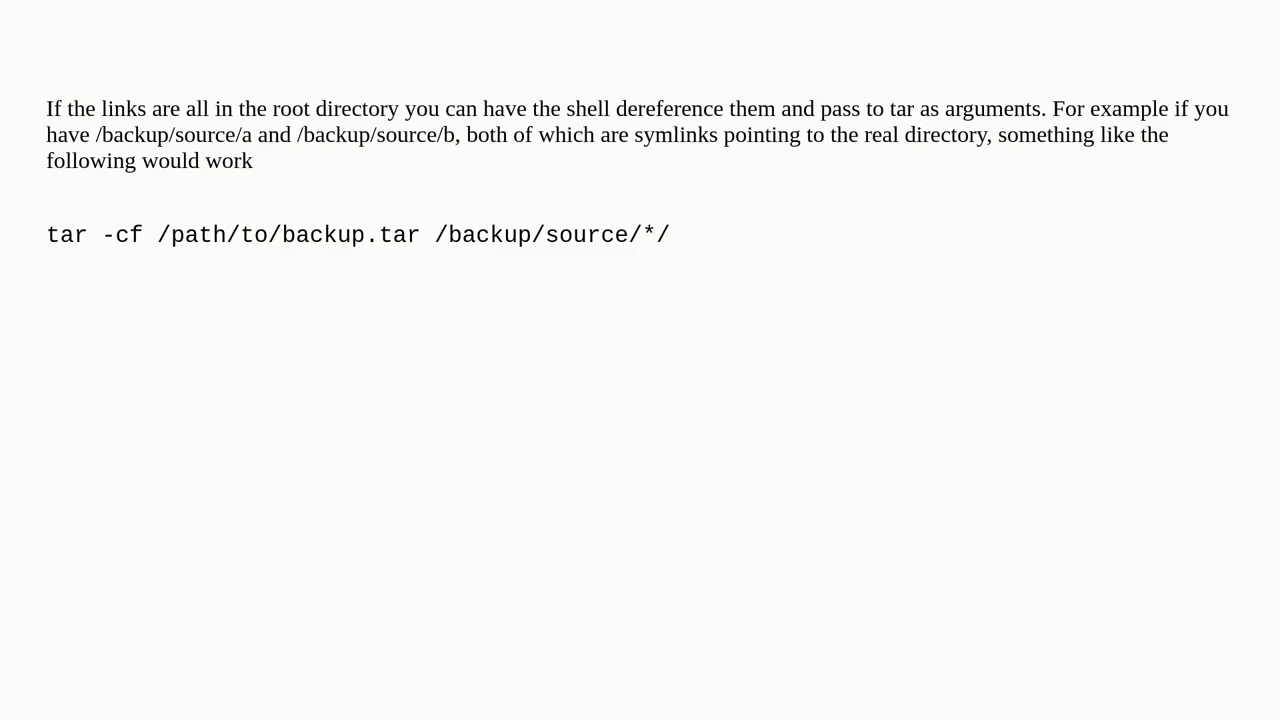 If the links are all in the root directory you can have the shell dereference them and pass to tar as arguments. For example if you
have /backup/source/a and /backup/source/b, both of which are symlinks pointing to the real directory, something like the
following would work
tar -cf /path/to/backup.tar /backup/source/*/